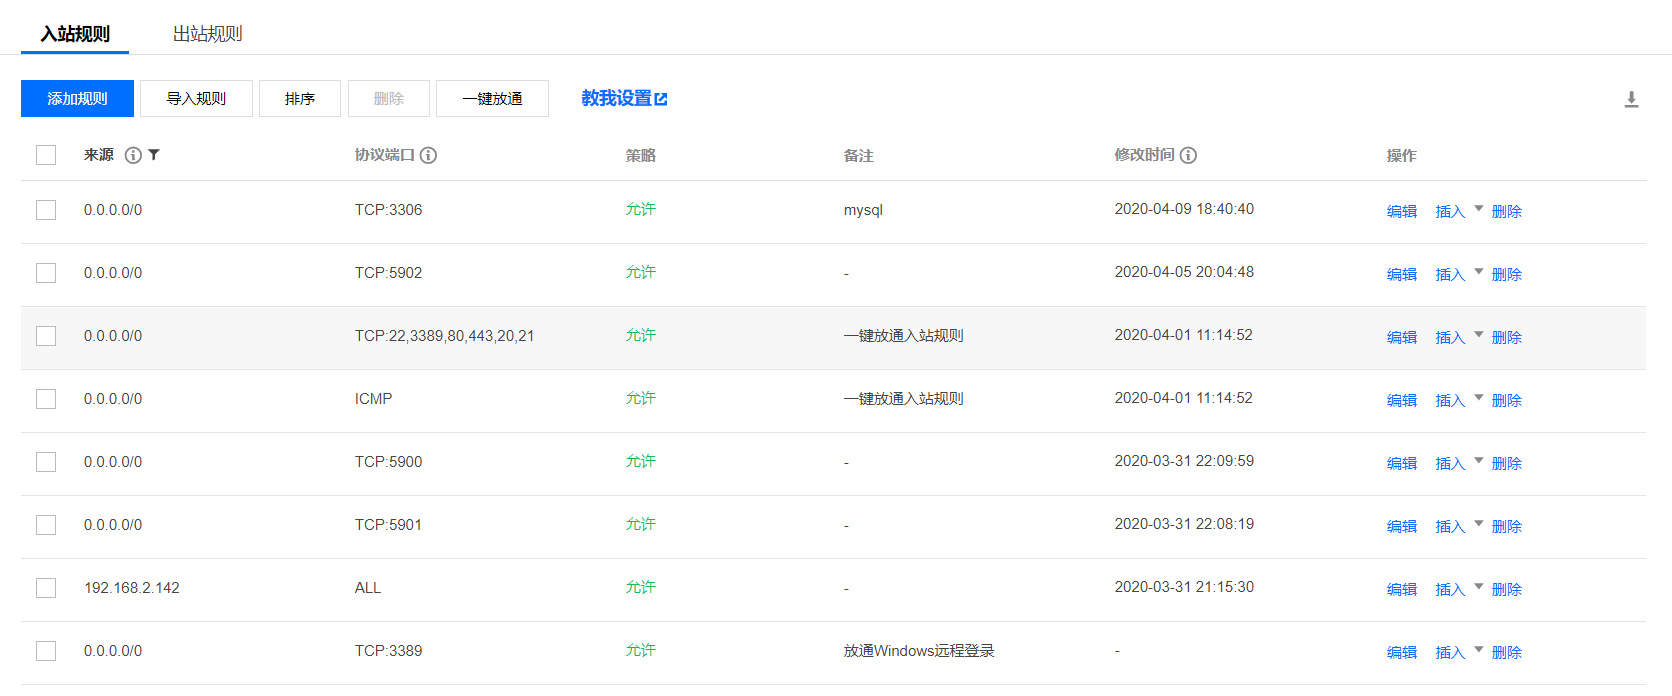 入站规则 出站规则
添加规则 导入规则 排序 删除 一键放通 教我设置
来源 协议端口 策略 备注 修改时间 操作
0.0.0.0/0 TCP:3306 允许 mysql 2020-04-09 18:40:40 编辑 插入 删除
0.0.0.0/0 TCP:5902 允许 - 2020-04-05 20:04:48 编辑 插入 删除
0.0.0.0/0 TCP:22,3389,80,443,20,21 允许 一键放通入站规则 2020-04-01 11:14:52 编辑 插入 删除
0.0.0.0/0 ICMP 允许 一键放通入站规则 2020-04-01 11:14:52 编辑 插入 删除
0.0.0.0/0 TCP:5900 允许 - 2020-03-31 22:09:59 编辑 插入 删除
0.0.0.0/0 TCP:5901 允许 - 2020-03-31 22:08:19 编辑 插入 删除
192.168.2.142 ALL 允许 - 2020-03-31 21:15:30 编辑 插入 删除
0.0.0.0/0 TCP:3389 允许 放通Windows远程登录 - 编辑 插入 删除